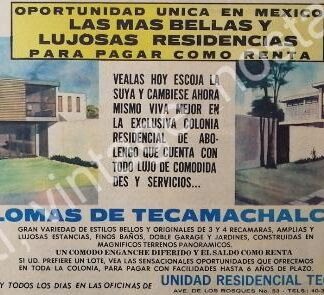 OPORTUNIDAD UNICA EN MEXICO
LAS MAS BELLAS Y
LUJOSAS RESIDENCIAS
PARA PAGAR COMO RENTA
VEALAS HOY ESCOJA LA
SUYA Y CAMBIESE AHORA
MISMO VIVA MEJOR EN
LA EXCLUSIVA COLONIA
RESIDENCIAL DE ABO-
LENGO QUE CUENTA CON
TODO LUJO DE COMODIDA
DES Y SERVICIOS...
LOMAS DE TECAMACHALC
GRAN VARIEDAD DE ESTILOS BELLOS Y ORIGINALES DE 3 Y 4 RECAMARAS, AMPLIAS Y
LUJOSAS ESTANCIAS, FINOS BAÑOS, DOBLE GARAGE Y JARDINES, CONSTRUIDAS EN
MAGNIFICOS TERRENOS PANORAMICOS.
UN COMODO ENGANCHE DIFERIDO Y EL SALDO COMO RENTA
SI UD. PREFIERE UN LOTE, VEA LAS SENSACIONALES OPORTUNIDADES QUE OFRECEMOS
EN TODA LA COLONIA, PARA PAGAR CON FACILIDADES HASTA 6 AÑOS DE PLAZO.
Y TODOS LOS DIAS EN LAS OFICINAS DE UNIDAD RESIDENCIAL TE
AVE. DE LOS BOSQUES No. 53 - TELS: 40-